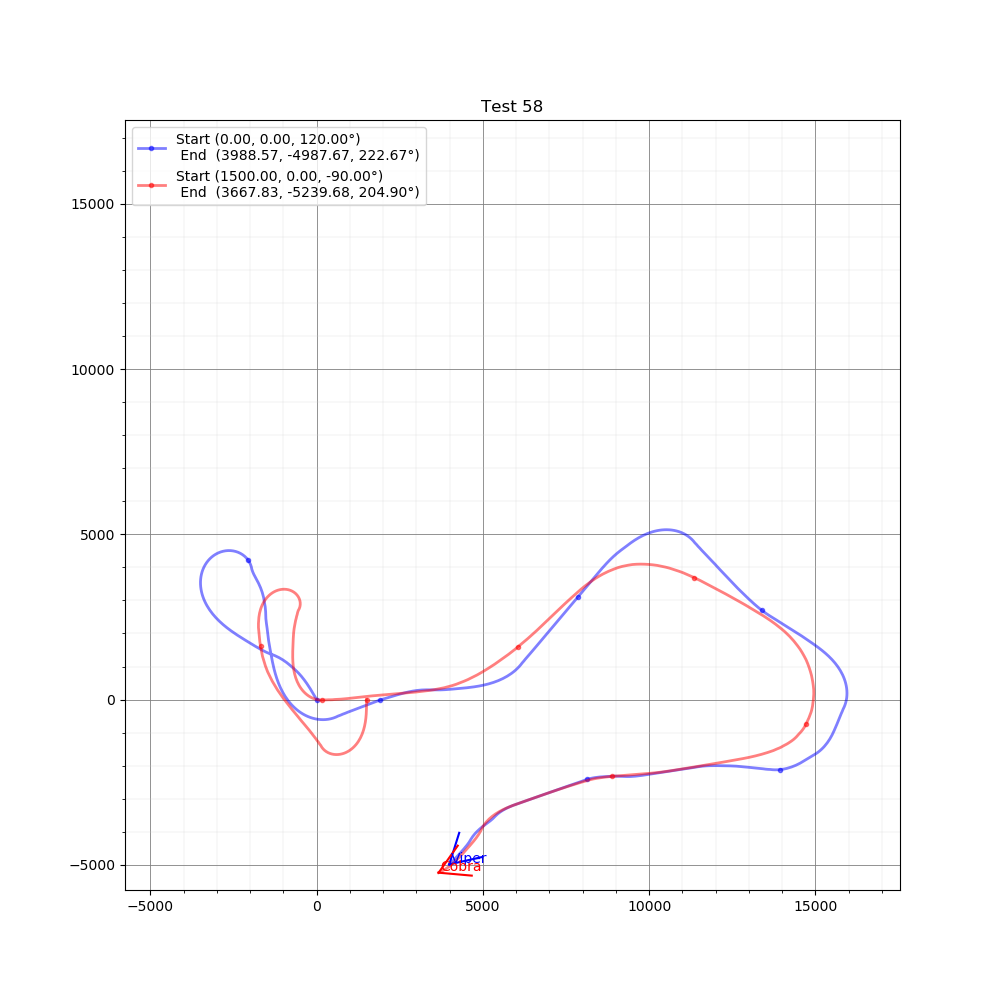 Test 58
Start (0.00, 0.00, 120.00°)
End  (3988.57, -4987.67, 222.67°)
Start (1500.00, 0.00, -90.00°)
End  (3667.83, -5239.68, 204.90°)
15000
10000
5000
0
−5000
Viper
Cobra
−5000
0
5000
10000
15000